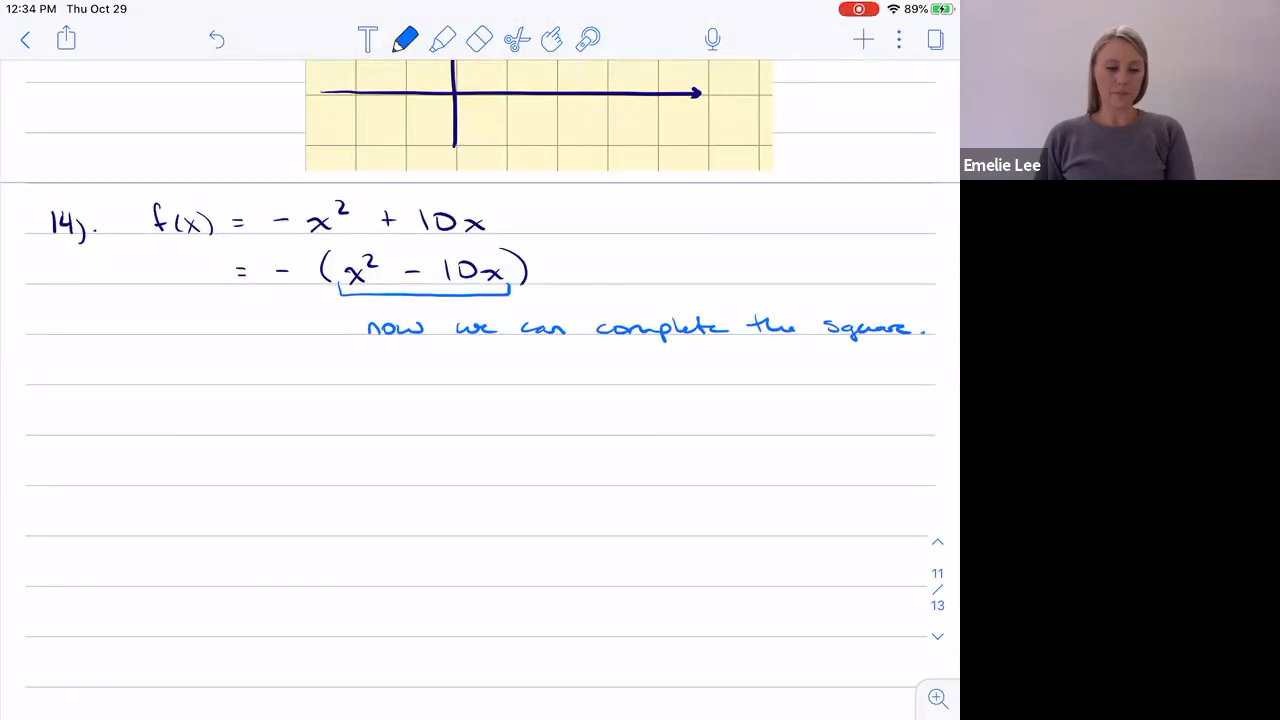 12:34 PM Thu Oct 29
89%
T
Emelie Lee
14). f(x) = - x² + 10x
= - (x² - 10x)
now we can complete the square.
11
/
13